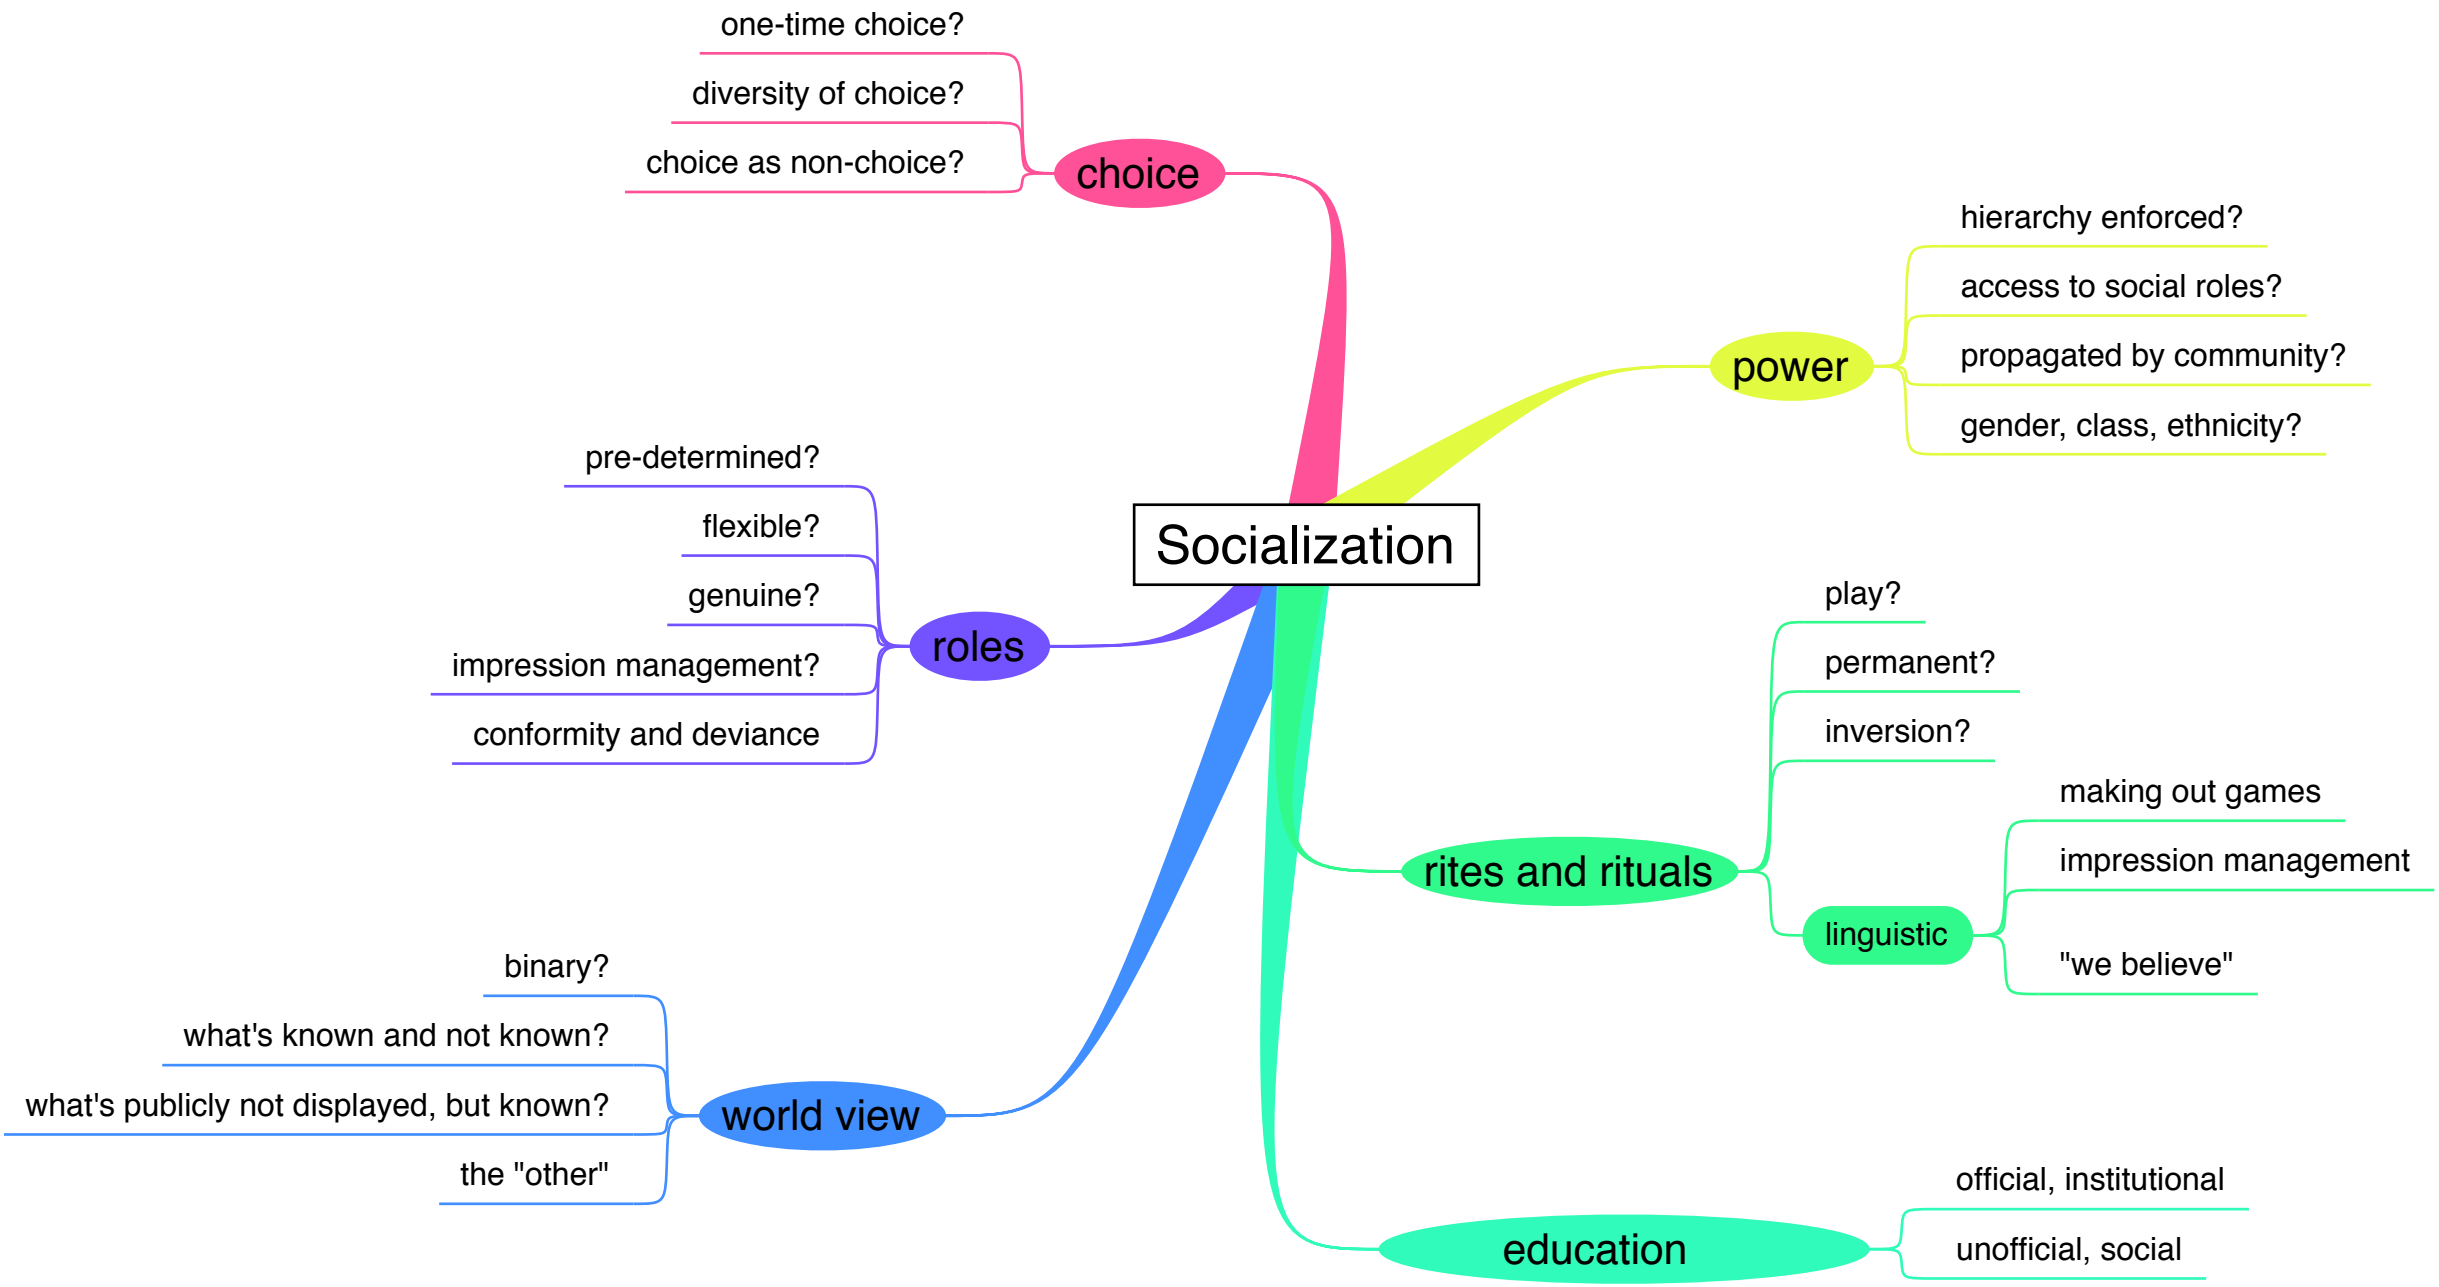 one-time choice?
diversity of choice?
choice as non-choice?
choice
hierarchy enforced?
access to social roles?
propagated by community?
gender, class, ethnicity?
power
Socialization
pre-determined?
flexible?
genuine?
impression management?
conformity and deviance
roles
play?
permanent?
inversion?
rites and rituals
linguistic
making out games
impression management
"we believe"
binary?
what's known and not known?
what's publicly not displayed, but known?
the "other"
world view
education
official, institutional
unofficial, social